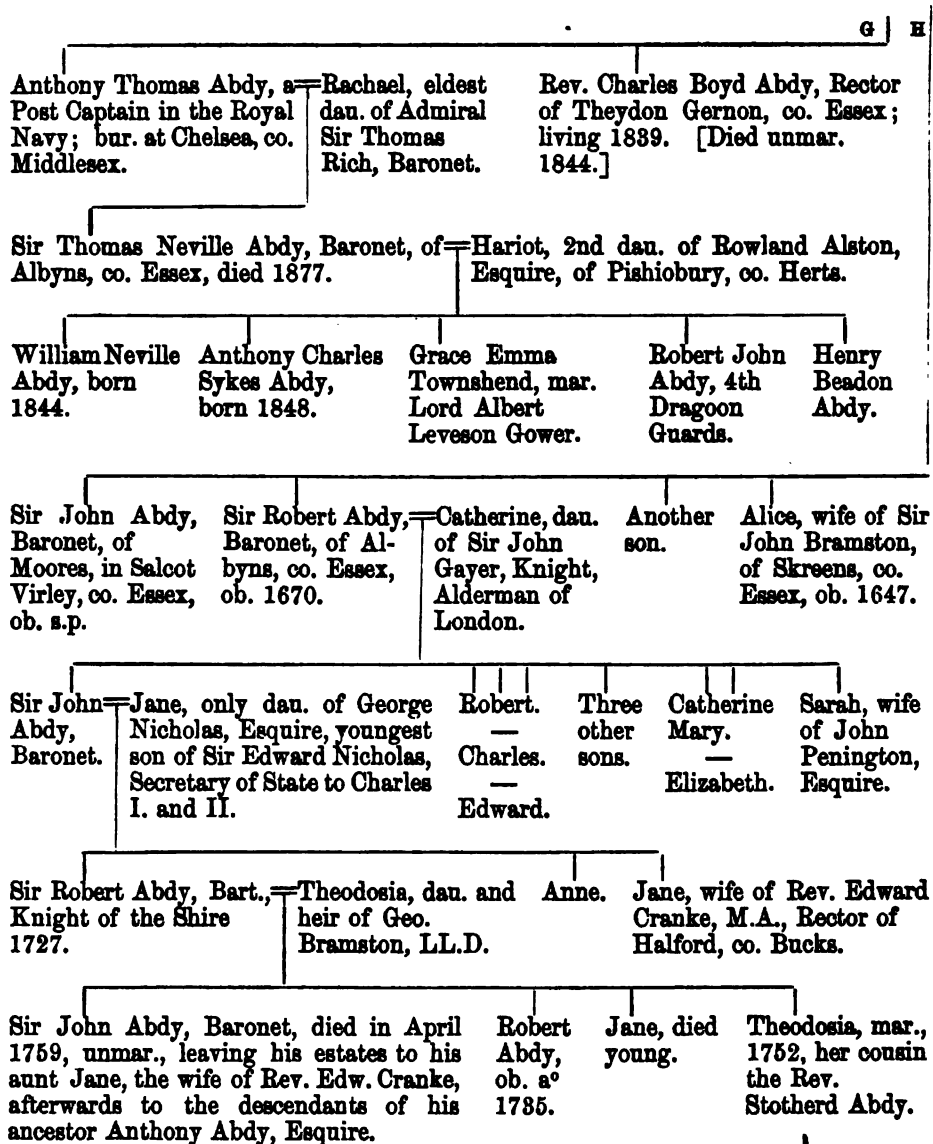 G H
Anthony Thomas Abdy, a
Post Captain in the Royal
Navy; bur. at Chelsea, co.
Middlesex.
Rachael, eldest
dau. of Admiral
Sir Thomas
Rich, Baronet.
Rev. Charles Boyd Abdy, Rector
of Theydon Gernon, co. Essex;
living 1839. [Died unmar.
1844.]
Sir Thomas Neville Abdy, Baronet, of
Albyns, co. Essex, died 1877.
Hariot, 2nd dau. of Rowland Alston,
Esquire, of Pishiobury, co. Herts.
William Neville
Abdy, born
1844.
Anthony Charles
Sykes Abdy,
born 1848.
Grace Emma
Townshend, mar.
Lord Albert
Leveson Gower.
Robert John
Abdy, 4th
Dragoon
Guards.
Henry
Beadon
Abdy.
Sir John Abdy,
Baronet, of
Moores, in Salcot
Virley, co. Essex,
ob. s.p.
Sir Robert Abdy,
Baronet, of Al-
byns, co. Essex,
ob. 1670.
Catherine, dau.
of Sir John
Gayer, Knight,
Alderman of
London.
Another
son.
Alice, wife of Sir
John Bramston,
of Skreens, co.
Essex, ob. 1647.
Sir John
Abdy,
Baronet.
Jane, only dau. of George
Nicholas, Esquire, youngest
son of Sir Edward Nicholas,
Secretary of State to Charles
I. and II.
Robert.
—
Charles.
—
Edward.
Three
other
sons.
Catherine
Mary.
—
Elizabeth.
Sarah, wife
of John
Penington,
Esquire.
Sir Robert Abdy, Bart.,
Knight of the Shire
1727.
Theodosia, dau. and
heir of Geo.
Bramston, LL.D.
Anne.
Jane, wife of Rev. Edward
Cranke, M.A., Rector of
Halford, co. Bucks.
Sir John Abdy, Baronet, died in April
1759, unmar., leaving his estates to his
aunt Jane, the wife of Rev. Edw. Cranke,
afterwards to the descendants of his
ancestor Anthony Abdy, Esquire.
Robert
Abdy,
ob. aº
1735.
Jane, died
young.
Theodosia, mar.,
1752, her cousin
the Rev.
Stotherd Abdy.